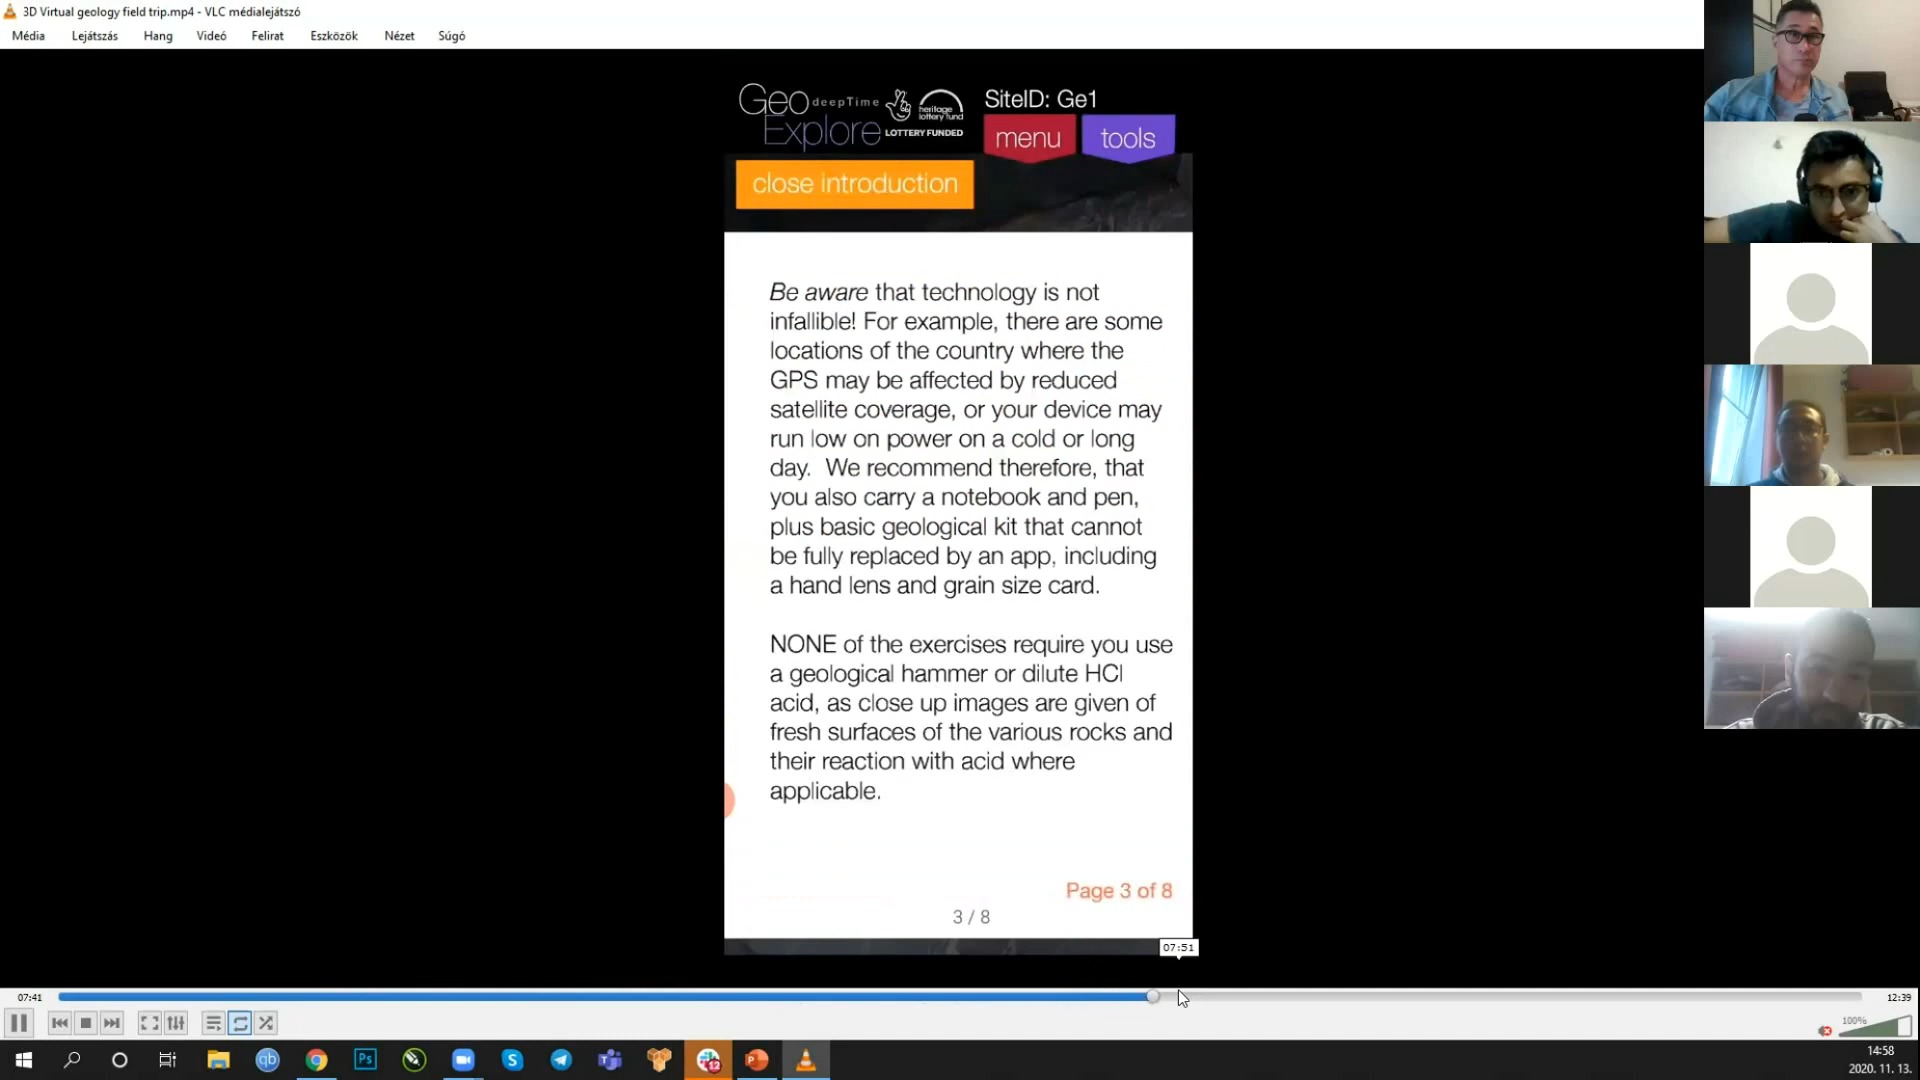 3D Virtual geology field trip.mp4 - VLC médialejátszó
Média Lejátszás Hang Videó Felirat Eszközök Nézet Súgó
Geo deepTime
Explore
heritage
lottery fund
LOTTERY FUNDED
SiteID: Ge1
menu tools
close introduction
Be aware that technology is not
infallible! For example, there are some
locations of the country where the
GPS may be affected by reduced
satellite coverage, or your device may
run low on power on a cold or long
day. We recommend therefore, that
you also carry a notebook and pen,
plus basic geological kit that cannot
be fully replaced by an app, including
a hand lens and grain size card.
NONE of the exercises require you use
a geological hammer or dilute HCl
acid, as close up images are given of
fresh surfaces of the various rocks and
their reaction with acid where
applicable.
Page 3 of 8
3 / 8
07:51
07:41
12:39
100%
qb Ps S T 12 P
14:58
2020. 11. 13.